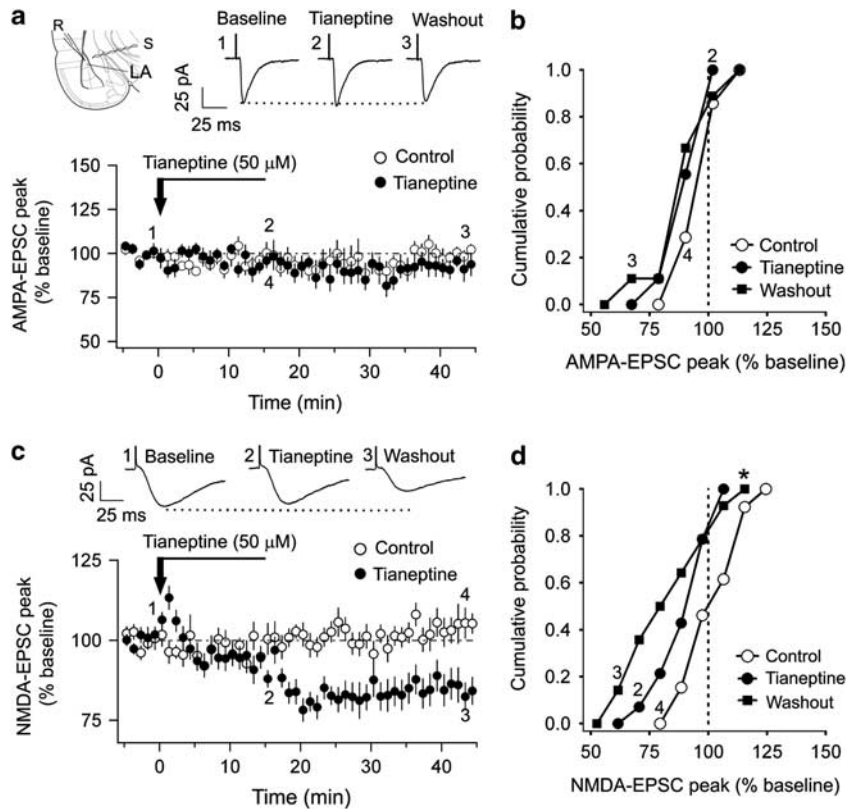 a
R
S
LA
Baseline
Tianeptine
Washout
1
2
3
25 pA
25 ms
150
125
100
75
50
AMPA-EPSC peak
(% baseline)
Tianeptine (50 μM)
Control
Tianeptine
1
2
3
4
0
10
20
30
40
Time (min)
b
1.0
0.8
0.6
0.4
0.2
0.0
Cumulative probability
2
3
4
Control
Tianeptine
Washout
50
75
100
125
150
AMPA-EPSC peak (% baseline)
c
1
Baseline
2
Tianeptine
3
Washout
25 pA
25 ms
125
100
75
NMDA-EPSC peak
(% baseline)
Tianeptine (50 μM)
Control
Tianeptine
1
4
2
3
0
10
20
30
40
Time (min)
d
1.0
0.8
0.6
0.4
0.2
0.0
Cumulative probability
*
3
2
4
Control
Tianeptine
Washout
50
75
100
125
150
NMDA-EPSC peak (% baseline)